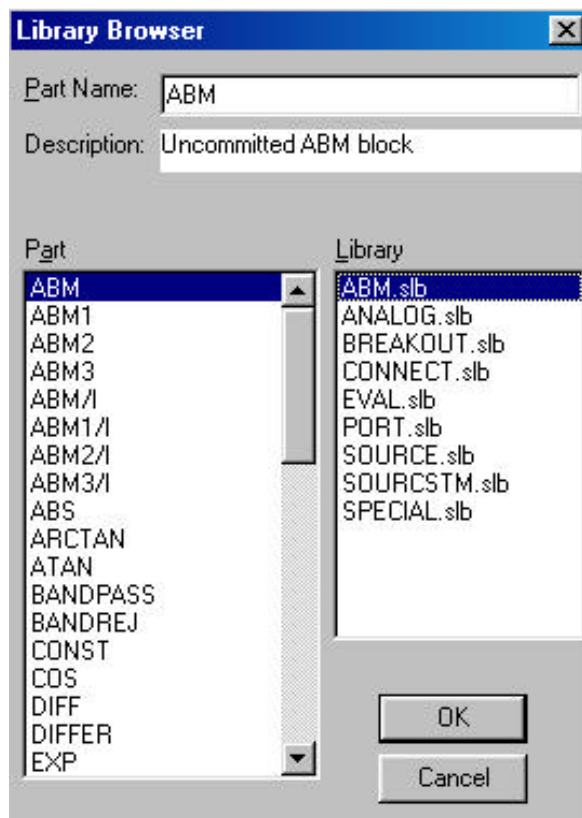 Library Browser
Part Name: ABM
Description: Uncommitted ABM block
Part
ABM
ABM1
ABM2
ABM3
ABM/I
ABM1/I
ABM2/I
ABM3/I
ABS
ARCTAN
ATAN
BANDPASS
BANDREJ
CONST
COS
DIFF
DIFFER
EXP
Library
ABM.slb
ANALOG.slb
BREAKOUT.slb
CONNECT.slb
EVAL.slb
PORT.slb
SOURCE.slb
SOURCSTM.slb
SPECIAL.slb
OK
Cancel